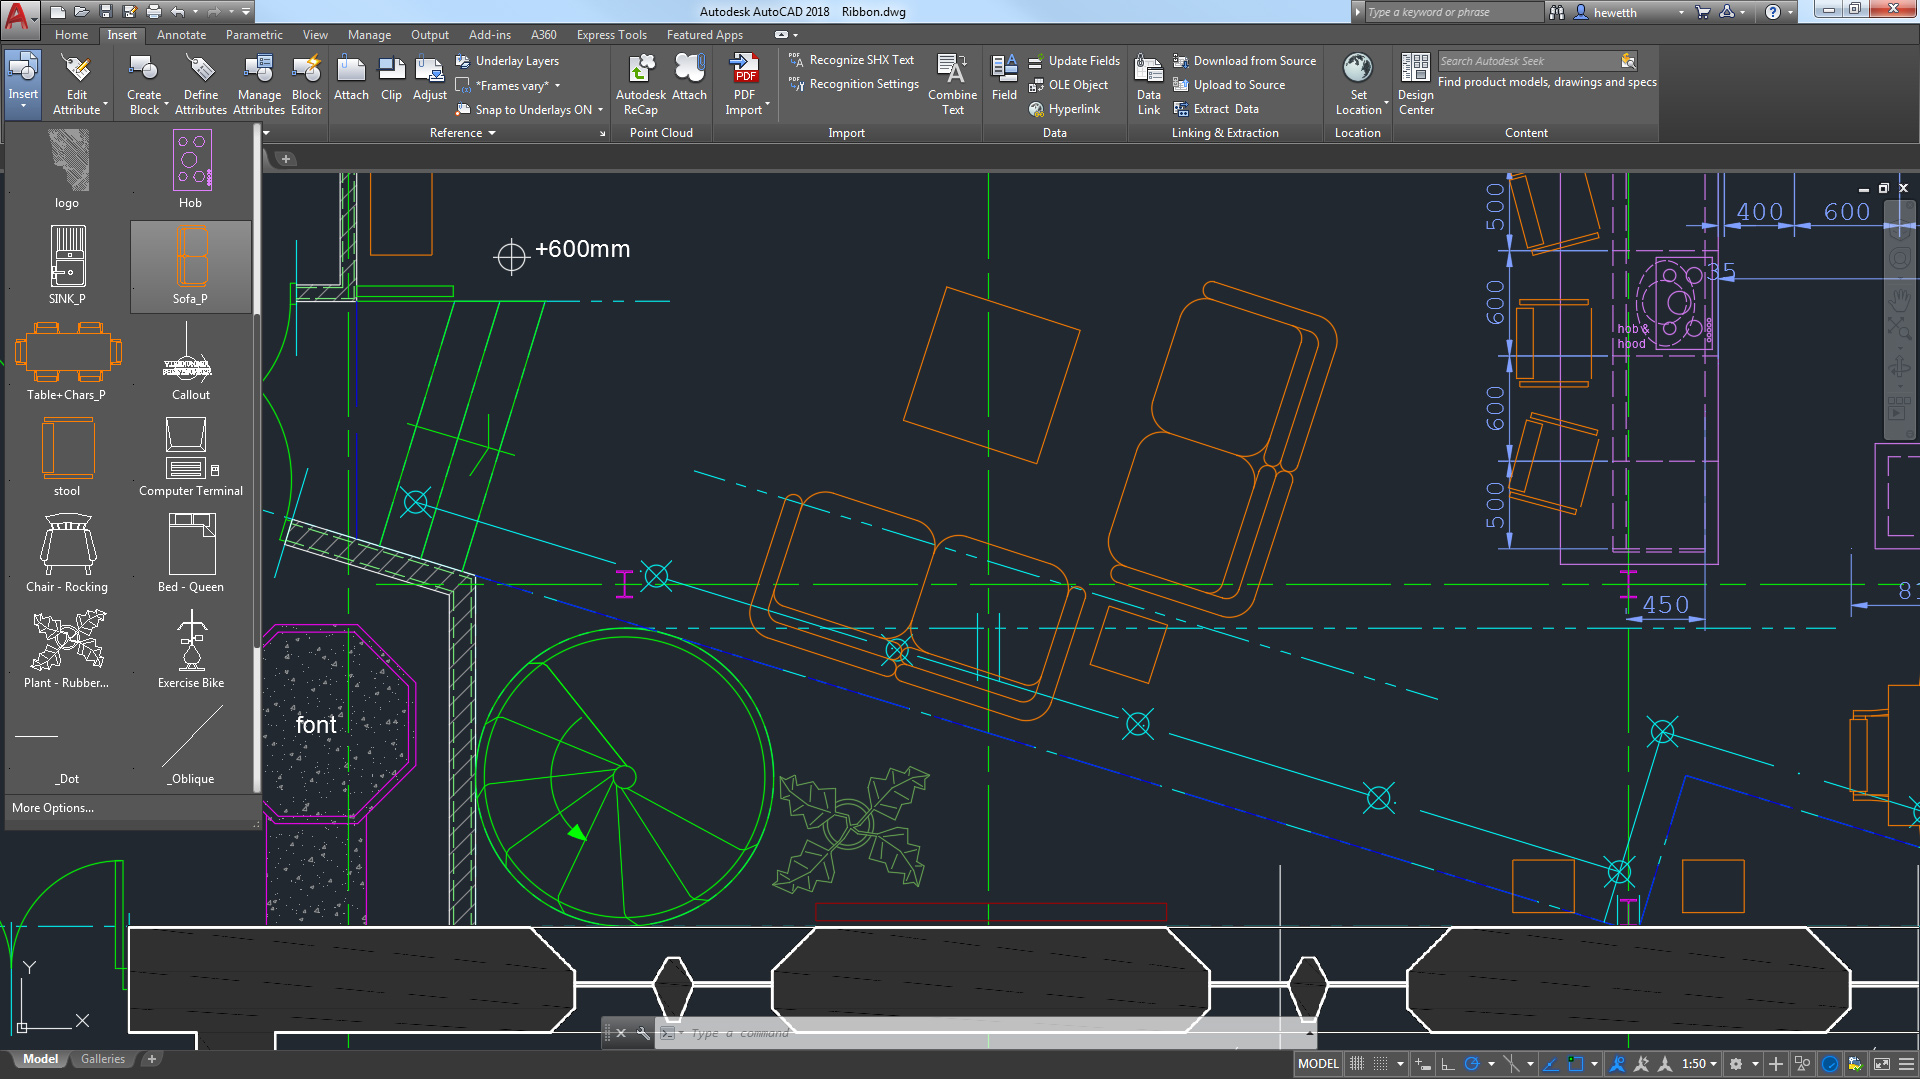 Autodesk AutoCAD 2018 Ribbon.dwg
Type a keyword or phrase
hewetth
Home Insert Annotate Parametric View Manage Output Add-ins A360 Express Tools Featured Apps
Insert
Edit Attribute
Create Block
Define Attributes
Manage Attributes
Block Editor
Attach
Clip
Adjust
Underlay Layers
*Frames vary*
Snap to Underlays ON
Reference
Autodesk ReCap
Attach
Point Cloud
PDF Import
Recognize SHX Text
Recognition Settings
Combine Text
Import
Field
Update Fields
OLE Object
Hyperlink
Data
Data Link
Download from Source
Upload to Source
Extract Data
Linking & Extraction
Set Location
Location
Design Center
Search Autodesk Seek
Find product models, drawings and specs
Content
logo
Hob
SINK_P
Sofa_P
Table+Chars_P
Callout
stool
Computer Terminal
Chair - Rocking
Bed - Queen
Plant - Rubber...
Exercise Bike
_Dot
_Oblique
More Options...
+600mm
font
500
600
600
500
400
600
35
hob&
hood
450
81
Y
X
Type a command
Model Galleries
MODEL
1:50